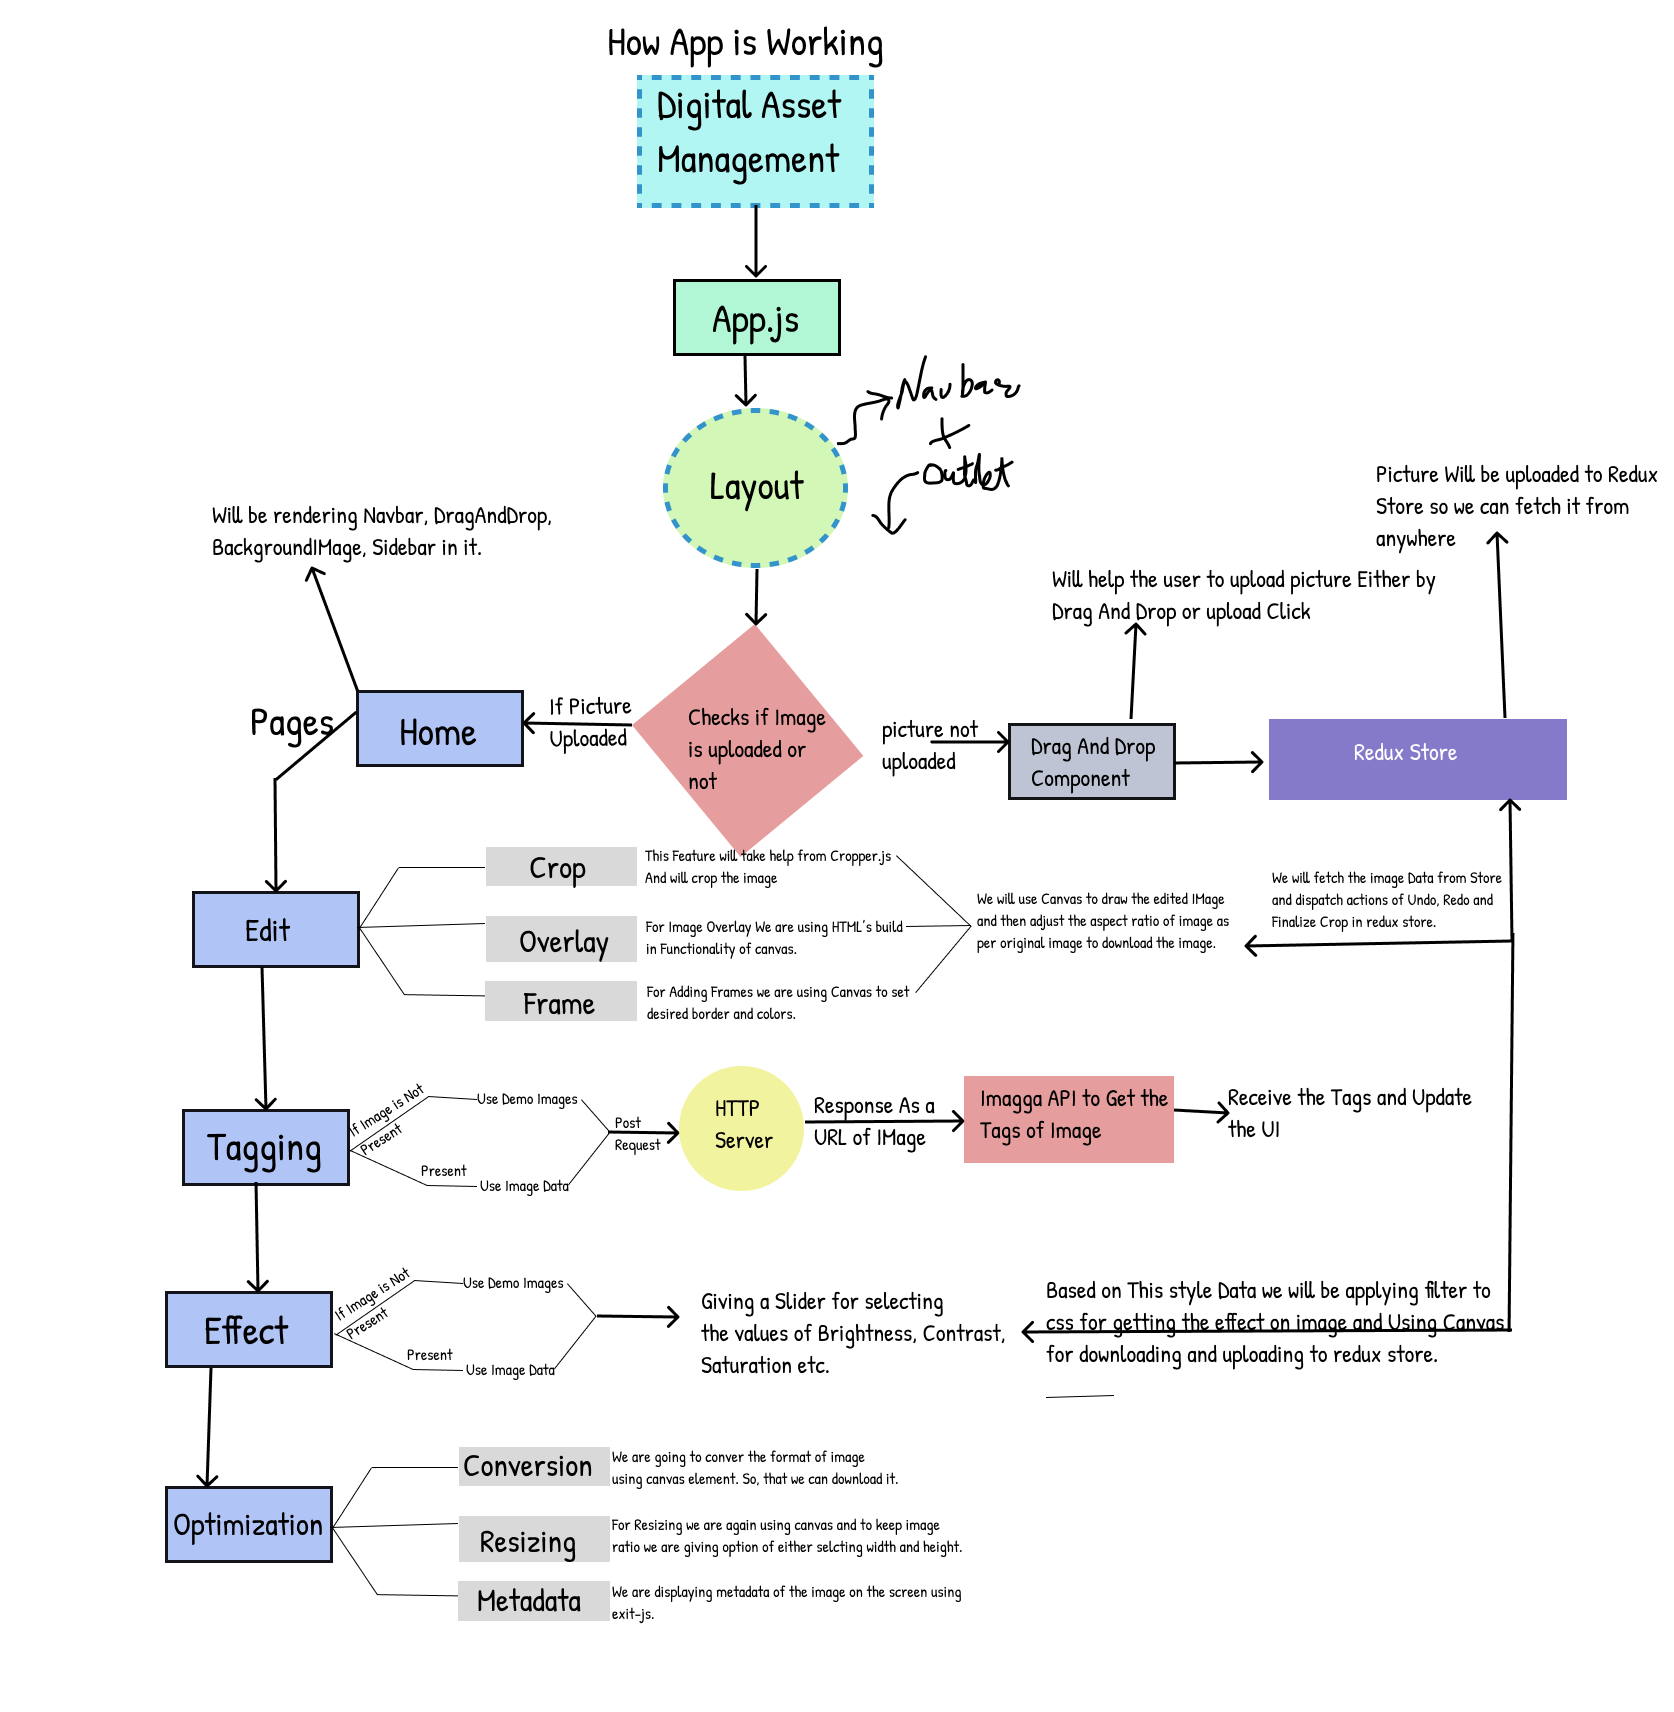 How App is Working
Digital Asset
Management
App.js
Navbar
+
Outlet
Layout
Will be rendering Navbar, DragAndDrop,
BackgroundIMage, Sidebar in it.
Picture Will be uploaded to Redux
Store so we can fetch it from
anywhere
Will help the user to upload picture Either by
Drag And Drop or upload Click
Pages
Home
If Picture
Uploaded
Checks if Image
is uploaded or
not
picture not
uploaded
Drag And Drop
Component
Redux Store
Edit
Crop
This Feature will take help from Cropper.js
And will crop the image
Overlay
For Image Overlay We are using HTML's build
in Functionality of canvas.
Frame
For Adding Frames we are using Canvas to set
desired border and colors.
We will use Canvas to draw the edited IMage
and then adjust the aspect ratio of image as
per original image to download the image.
We will fetch the image Data from Store
and dispatch actions of Undo, Redo and
Finalize Crop in redux store.
Tagging
If Image is Not
Present
Use Demo Images
Present
Use Image Data
Post
Request
HTTP
Server
Response As a
URL of IMage
Imagga API to Get the
Tags of Image
Receive the Tags and Update
the UI
Effect
If Image is Not
Present
Use Demo Images
Present
Use Image Data
Giving a Slider for selecting
the values of Brightness, Contrast,
Saturation etc.
Based on This style Data we will be applying filter to
css for getting the effect on image and Using Canvas
for downloading and uploading to redux store.
Optimization
Conversion
We are going to conver the format of image
using canvas element. So, that we can download it.
Resizing
For Resizing we are again using canvas and to keep image
ratio we are giving option of either selcting width and height.
Metadata
We are displaying metadata of the image on the screen using
exit-js.